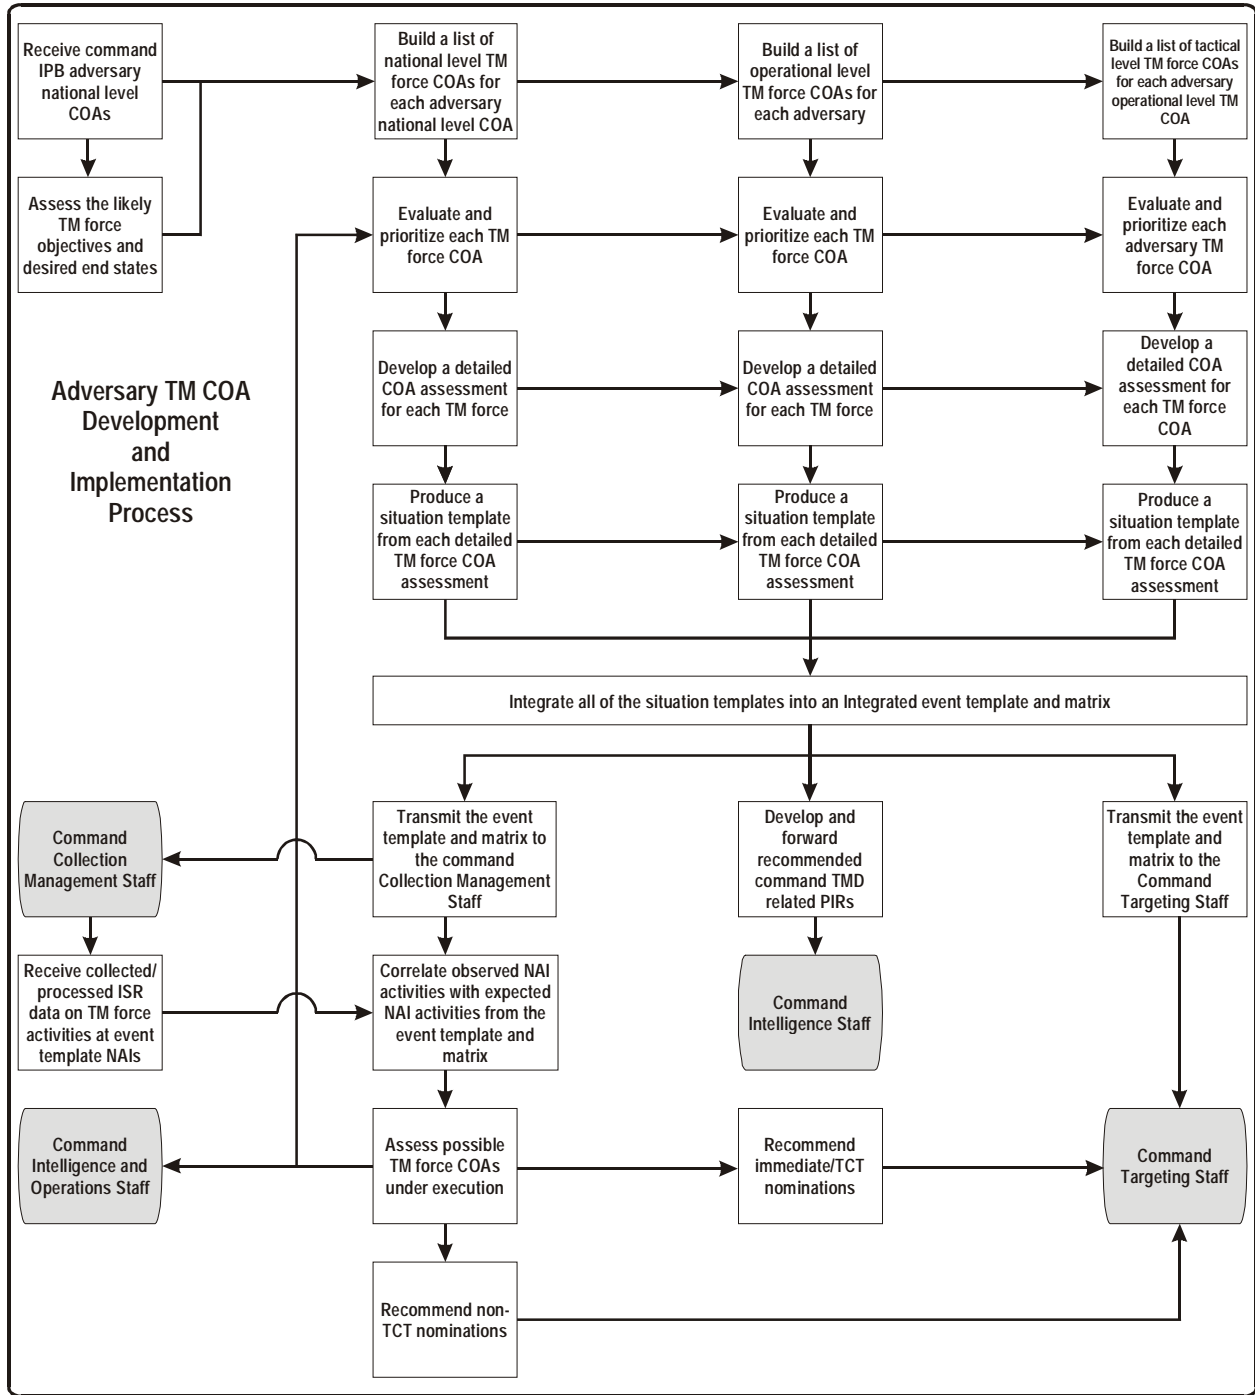 Receive command
IPB adversary
national level
COAs
Build a list of
national level TM
force COAs for
each adversary
national level COA
Build a list of
operational level
TM force COAs for
each adversary
Build a list of tactical
level TM force COAs
for each adversary
operational level TM
COA
Assess the likely
TM force
objectives and
desired end states
Evaluate and
prioritize each TM
force COA
Evaluate and
prioritize each TM
force COA
Evaluate and
prioritize each
adversary TM
force COA
Adversary TM COA
Development
and
Implementation
Process
Develop a detailed
COA assessment
for each TM force
Develop a detailed
COA assessment
for each TM force
Develop a
detailed COA
assessment for
each TM force
COA
Produce a
situation template
from each detailed
TM force COA
assessment
Produce a
situation template
from each detailed
TM force COA
assessment
Produce a
situation template
from each detailed
TM force COA
assessment
Integrate all of the situation templates into an Integrated event template and matrix
Command
Collection
Management Staff
Transmit the event
template and matrix to
the command
Collection Management
Staff
Develop and
forward
recommended
command TMD
related PIRs
Transmit the event
template and
matrix to the
Command
Targeting Staff
Receive collected/
processed ISR
data on TM force
activities at event
template NAIs
Correlate observed NAI
activities with expected
NAI activities from the
event template and
matrix
Command
Intelligence Staff
Command
Intelligence and
Operations Staff
Assess possible
TM force COAs
under execution
Recommend
immediate/TCT
nominations
Command
Targeting Staff
Recommend non-
TCT nominations